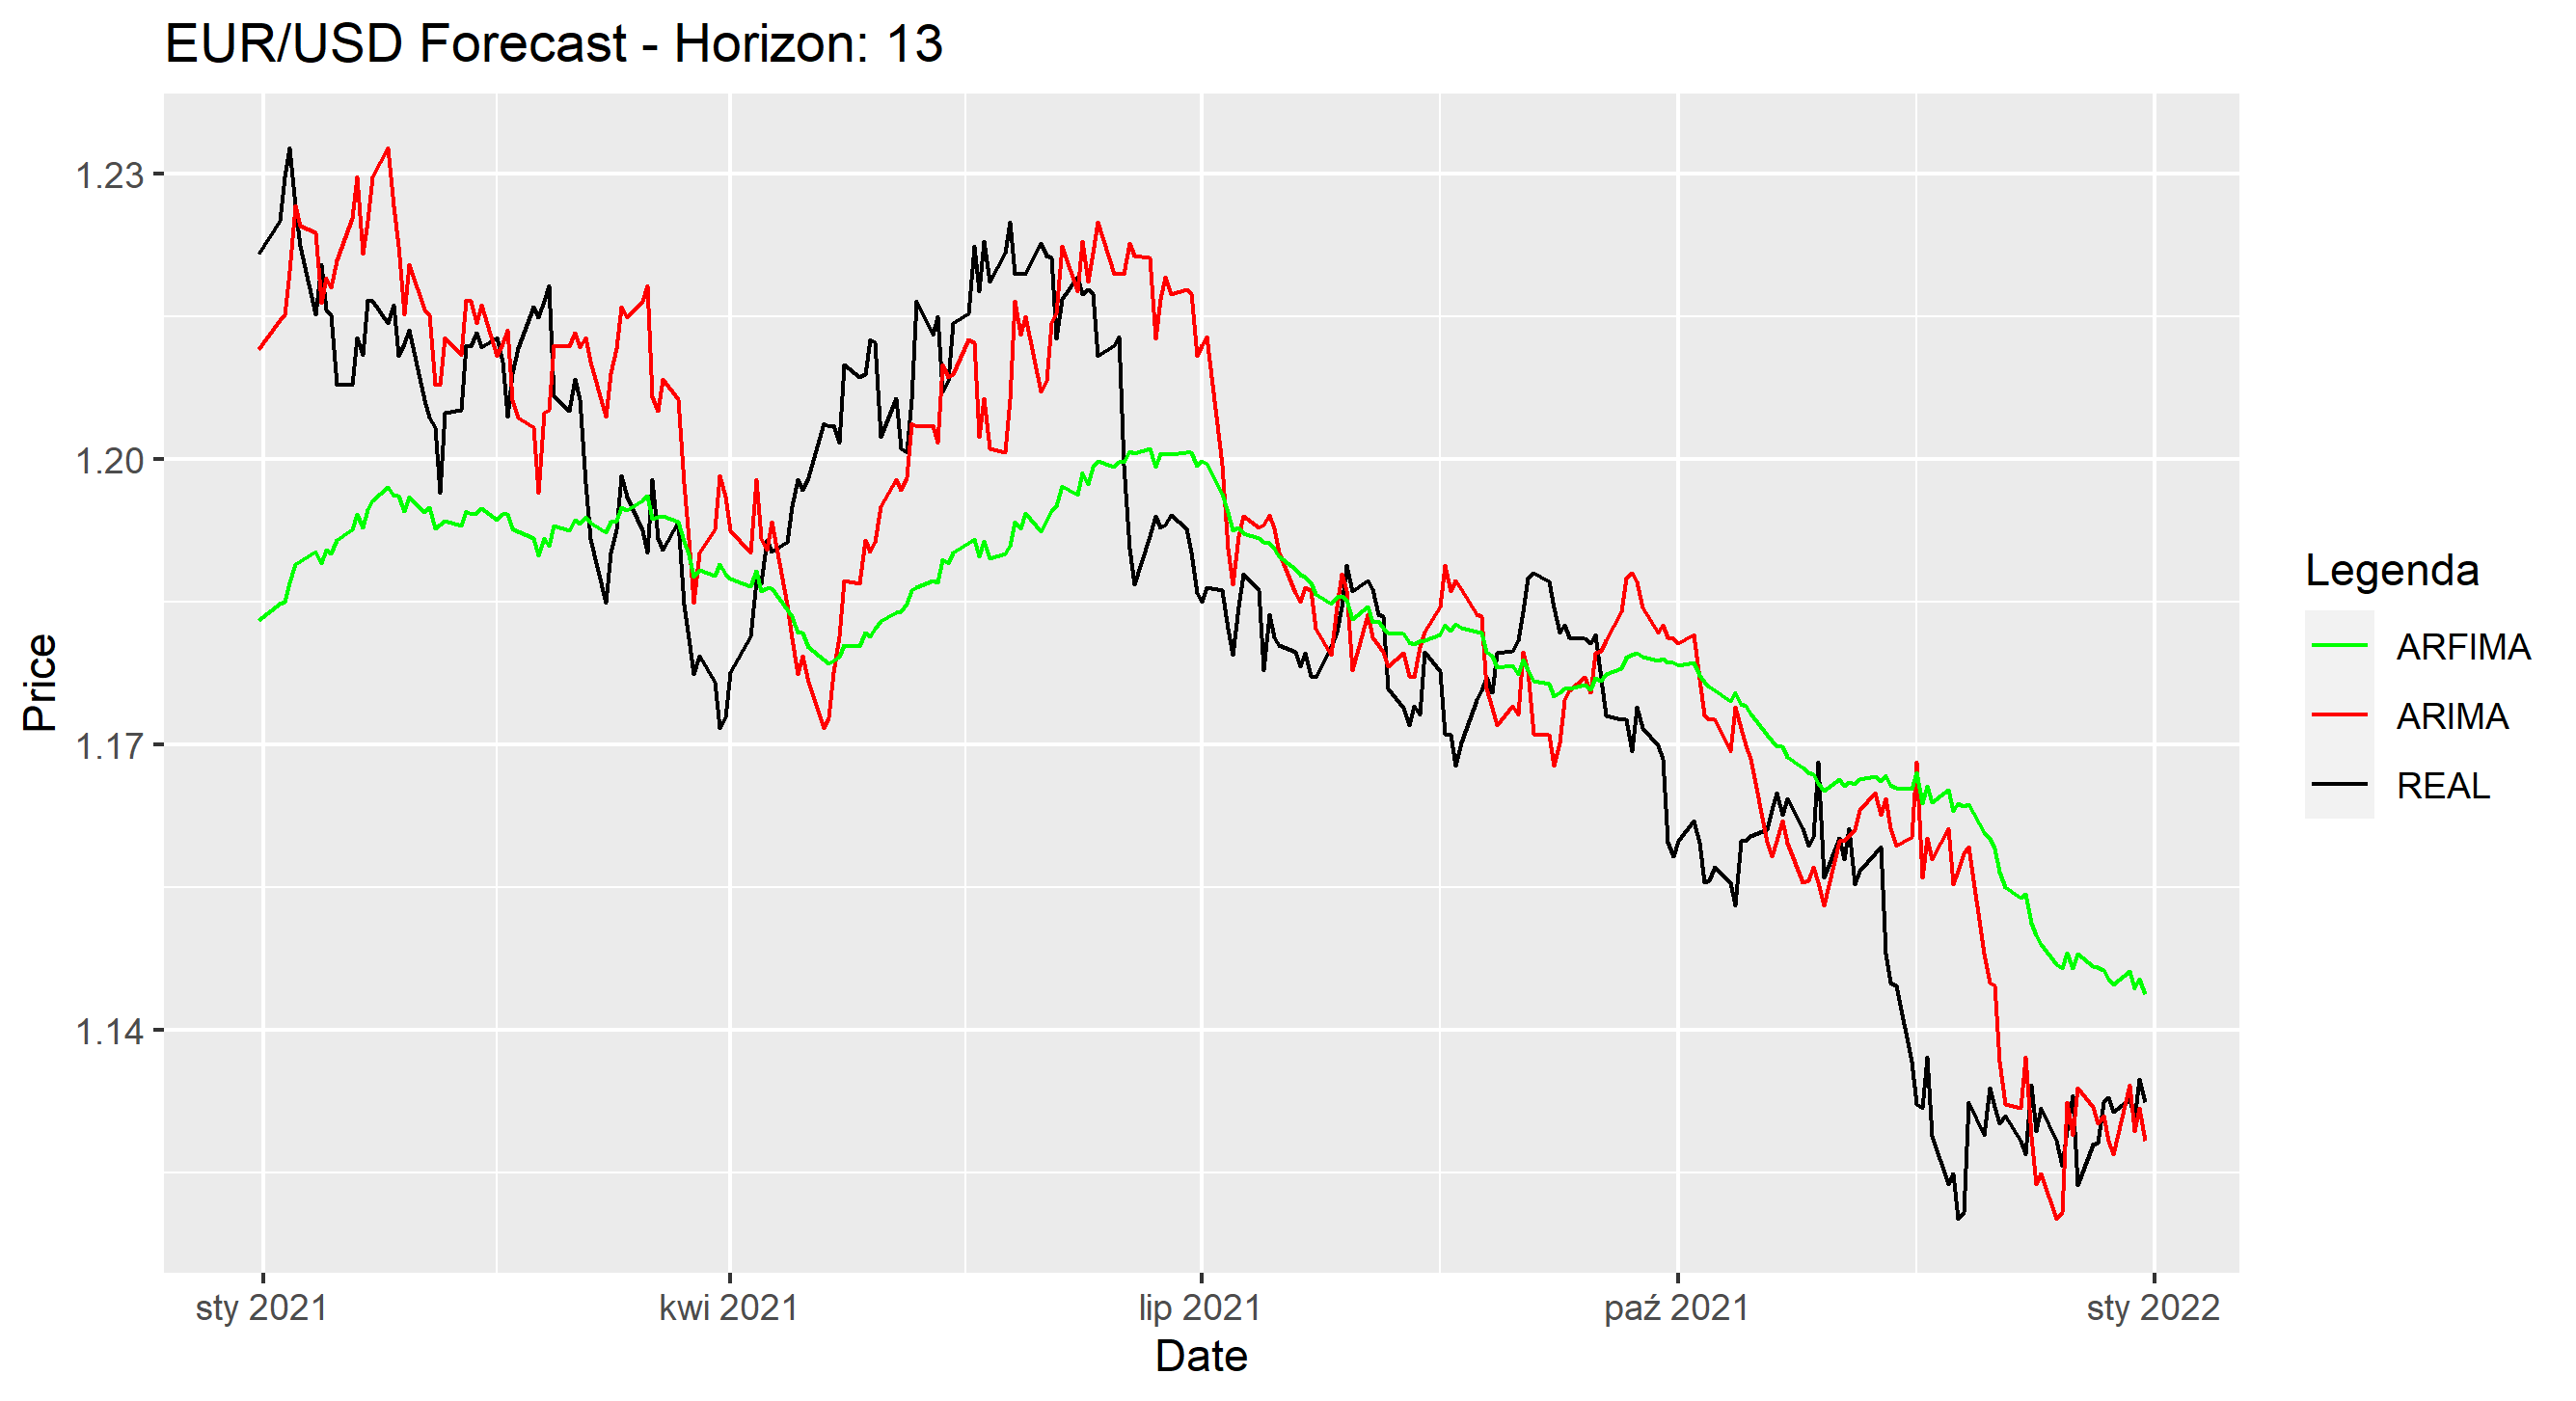 EUR/USD Forecast - Horizon: 13
Price
1.23
1.20
1.17
1.14
sty 2021
kwi 2021
lip 2021
paź 2021
sty 2022
Date
Legenda
ARFIMA
ARIMA
REAL